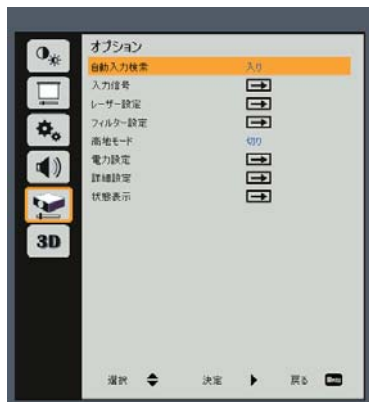 オプション
自動入力検索 入り
入力信号
レーザー設定
フィルター設定
高地モード 切り
電力設定
詳細設定
状態表示
3D
選択 決定 戻る Menu